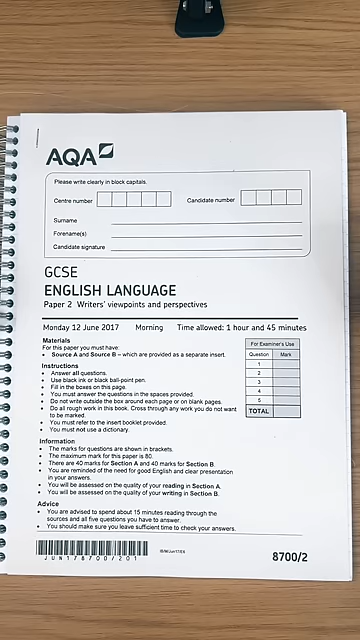 AQA
Please write clearly in block capitals.
Centre number Candidate number
Surname
Forename(s)
Candidate signature
GCSE
ENGLISH LANGUAGE
Paper 2 Writers' viewpoints and perspectives
Monday 12 June 2017 Morning Time allowed: 1 hour and 45 minutes
Materials
For this paper you must have:
• Source A and Source B – which are provided as a separate insert.
Instructions
• Answer all questions.
• Use black ink or black ball-point pen.
• Fill in the boxes on this page.
• You must answer the questions in the spaces provided.
• Do not write outside the box around each page or on blank pages.
• Do all rough work in this book. Cross through any work you do not want
to be marked.
• You must refer to the insert booklet provided.
• You must not use a dictionary.
For Examiner's Use
Question Mark
1
2
3
4
5
TOTAL
Information
• The marks for questions are shown in brackets.
• The maximum mark for this paper is 80.
• There are 40 marks for Section A and 40 marks for Section B.
• You are reminded of the need for good English and clear presentation
in your answers.
• You will be assessed on the quality of your reading in Section A.
• You will be assessed on the quality of your writing in Section B.
Advice
• You are advised to spend about 15 minutes reading through the
sources and all five questions you have to answer.
• You should make sure you leave sufficient time to check your answers.
JUN178700/201
IB/M/Jun17/E6
8700/2